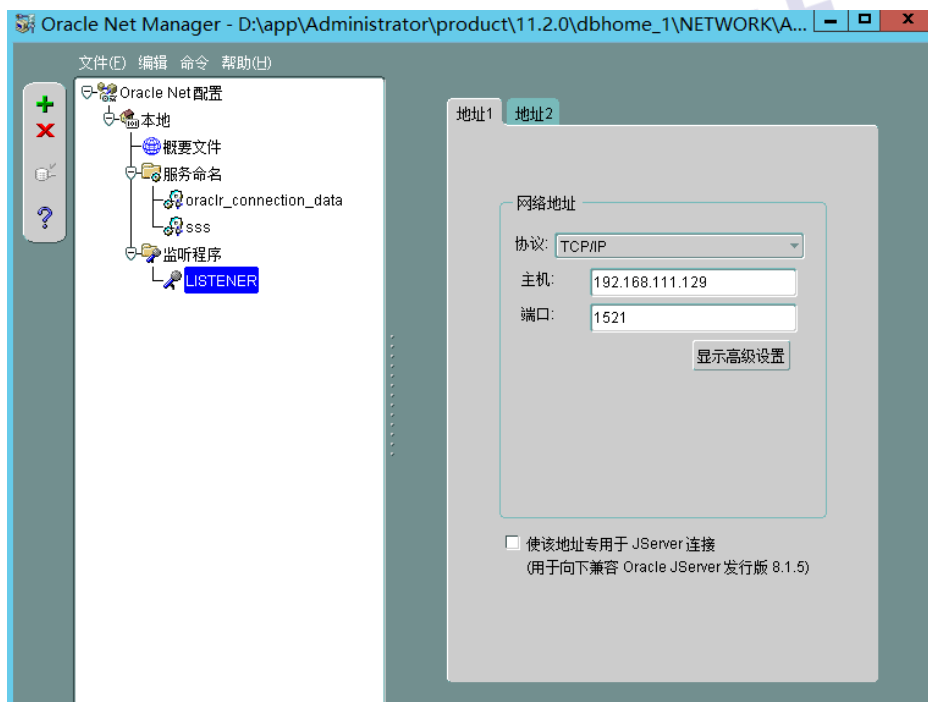 Oracle Net Manager - D:\app\Administrator\product\11.2.0\dbhome_1\NETWORK\A...
文件(F) 编辑 命令 帮助(H)
Oracle Net 配置
本地
概要文件
服务命名
oraclr_connection_data
sss
监听程序
LISTENER
地址1 地址2
网络地址
协议: TCP/IP
主机: 192.168.111.129
端口: 1521
显示高级设置
使该地址专用于 JServer 连接
(用于向下兼容 Oracle JServer 发行版 8.1.5)